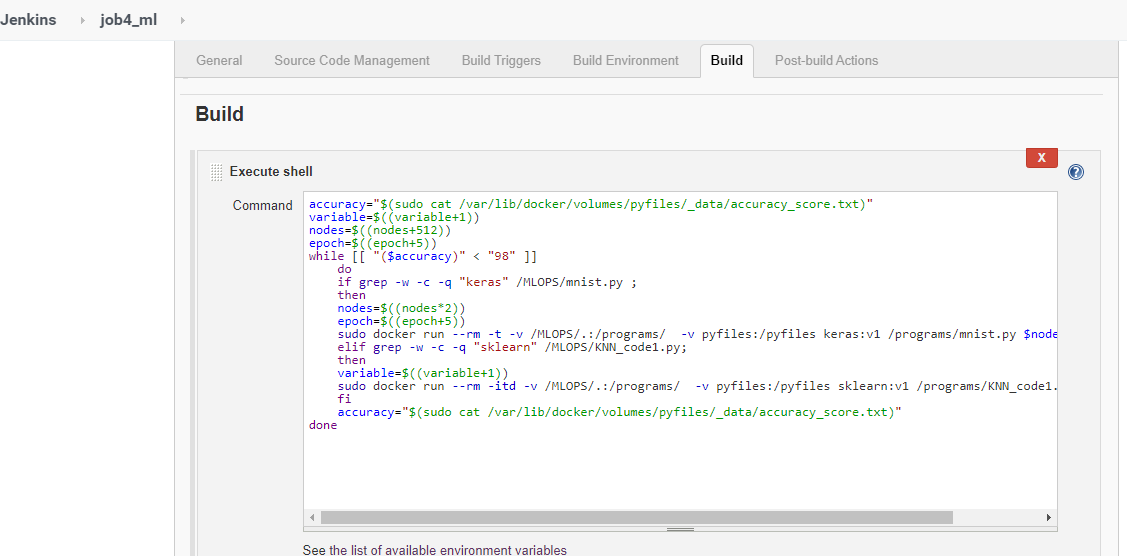 Jenkins › job4_ml ›
General Source Code Management Build Triggers Build Environment Build Post-build Actions
Build
X
Execute shell
?
Command
accuracy="$(sudo cat /var/lib/docker/volumes/pyfiles/_data/accuracy_score.txt)"
variable=$((variable+1))
nodes=$((nodes+512))
epoch=$((epoch+5))
while [[ "($accuracy)" < "98" ]]
do
if grep -w -c -q "keras" /MLOPS/mnist.py ;
then
nodes=$((nodes*2))
epoch=$((epoch+5))
sudo docker run --rm -t -v /MLOPS/.:/programs/  -v pyfiles:/pyfiles keras:v1 /programs/mnist.py $node
elif grep -w -c -q "sklearn" /MLOPS/KNN_code1.py;
then
variable=$((variable+1))
sudo docker run --rm -itd -v /MLOPS/.:/programs/  -v pyfiles:/pyfiles sklearn:v1 /programs/KNN_code1.
fi
accuracy="$(sudo cat /var/lib/docker/volumes/pyfiles/_data/accuracy_score.txt)"
done
See the list of available environment variables